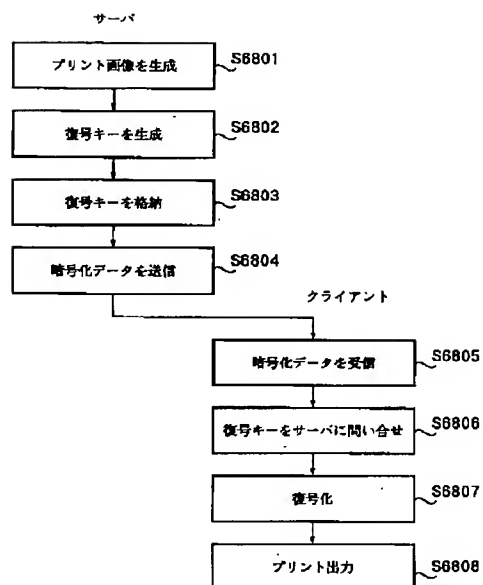 サーバ
プリント画像を生成 S6801
復号キーを生成 S6802
復号キーを格納 S6803
暗号化データを送信 S6804
クライアント
暗号化データを受信 S6805
復号キーをサーバに問い合せ S6806
復号化 S6807
プリント出力 S6808